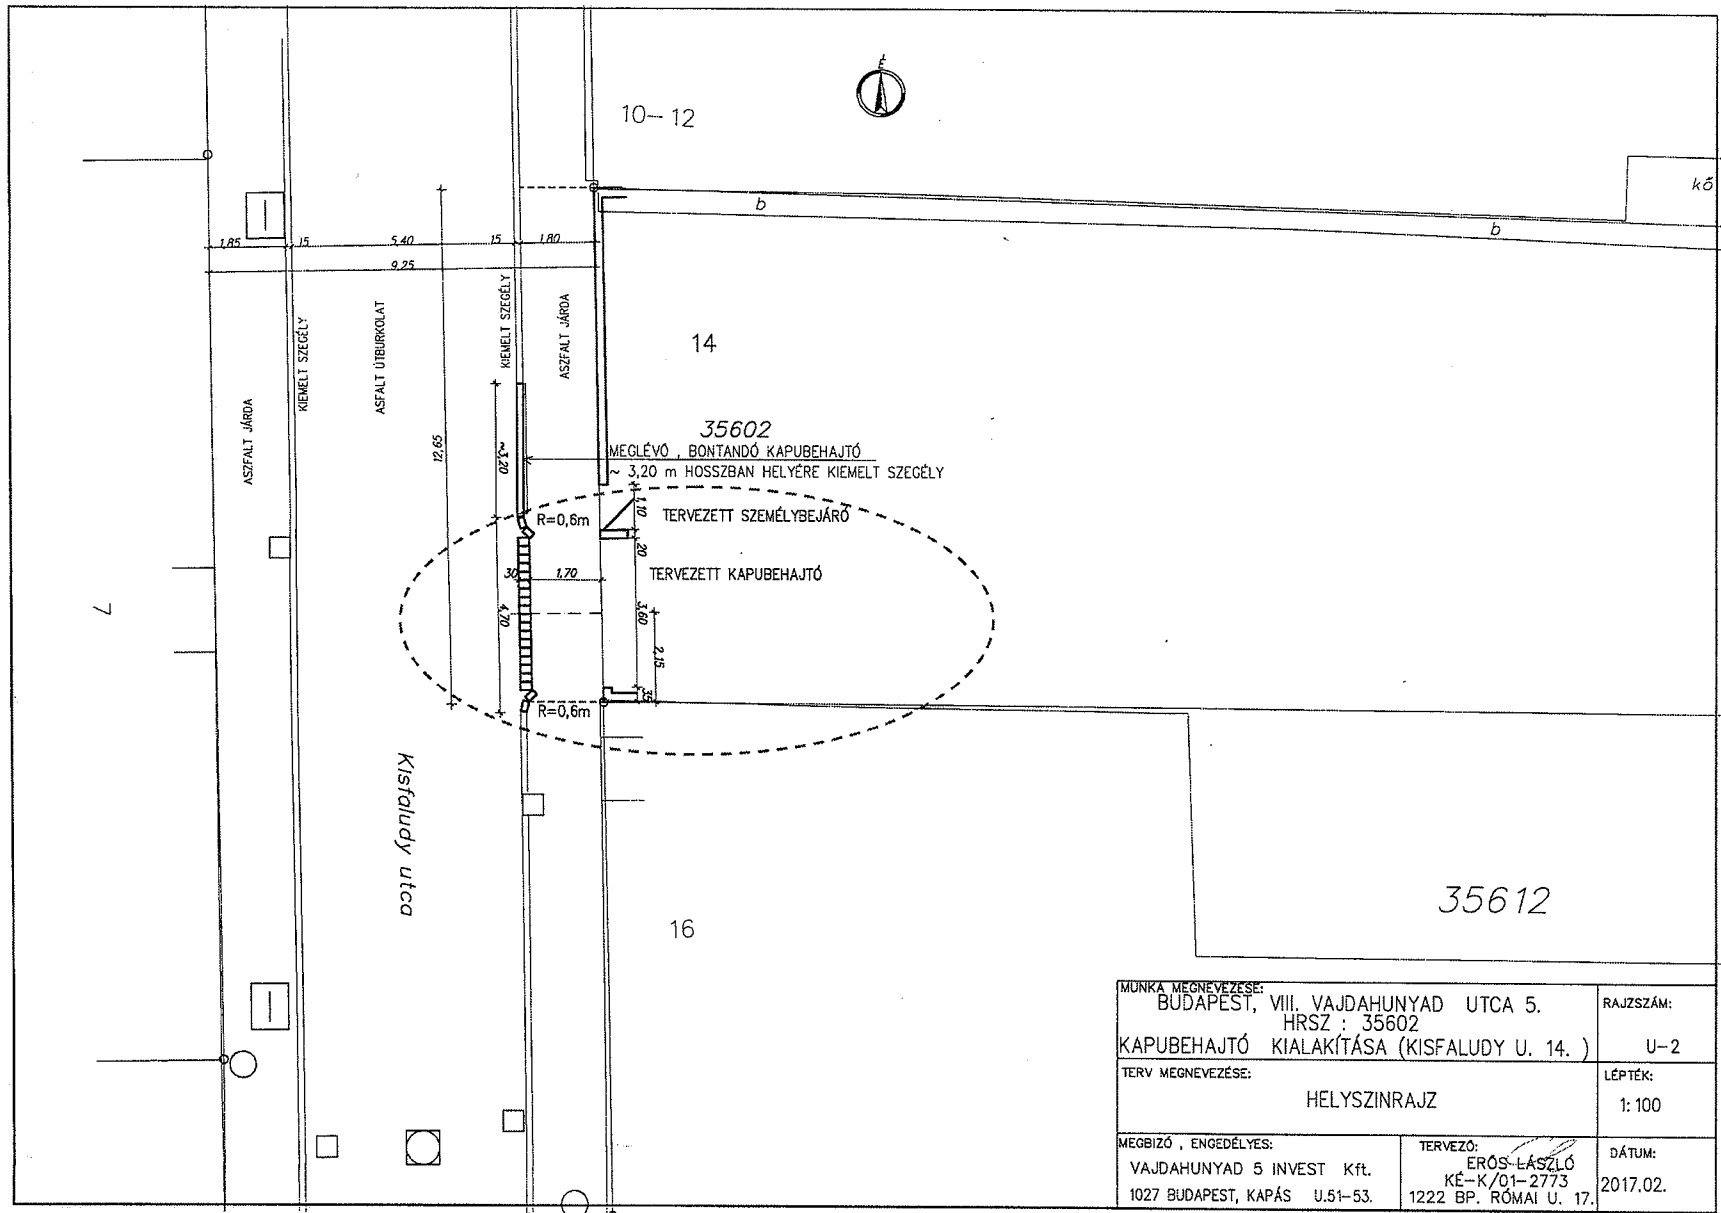 É
10-12
kő
b
b
1,85
15
5,40
15
1,80
9,25
KIEMELT SZEGÉLY
ASZFALT JÁRDA
KIEMELT SZEGÉLY
ASFALT ÚTBURKOLAT
ASZFALT JÁRDA
14
12,65
~3,20
35602
MEGLÉVŐ , BONTANDÓ KAPUBEHAJTÓ
~ 3,20 m HOSSZBAN HELYÉRE KIEMELT SZEGÉLY
R=0,6m
1,10
TERVEZETT SZEMÉLYBEJÁRÓ
20
30
1,70
TERVEZETT KAPUBEHAJTÓ
4,70
3,60
2,15
35
R=0,6m
7
Kisfaludy utca
16
35612
MUNKA MEGNEVEZÉSE:
BUDAPEST, VIII. VAJDAHUNYAD UTCA 5.
HRSZ : 35602
KAPUBEHAJTÓ KIALAKÍTÁSA (KISFALUDY U. 14. )
RAJZSZÁM:
U-2
TERV MEGNEVEZÉSE:
HELYSZINRAJZ
LÉPTÉK:
1:100
MEGBIZÓ , ENGEDÉLYES:
VAJDAHUNYAD 5 INVEST Kft.
1027 BUDAPEST, KAPÁS U.51-53.
TERVEZŐ:
ERŐS LÁSZLÓ
KÉ-K/01-2773
1222 BP. RÓMAI U. 17.
DÁTUM:
2017.02.